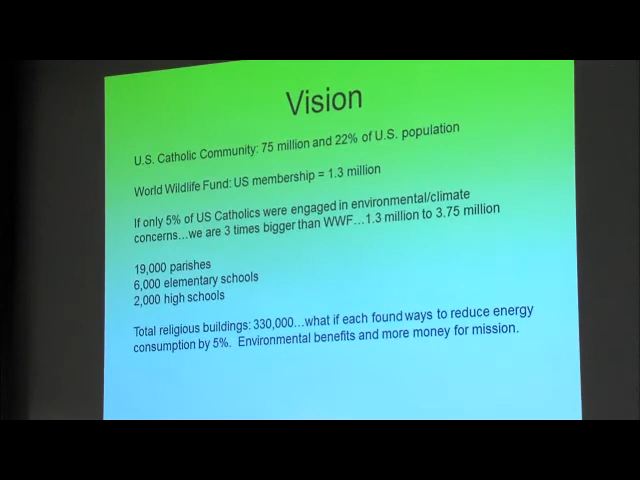 Vision
U.S. Catholic Community: 75 million and 22% of U.S. population
World Wildlife Fund: US membership = 1.3 million
If only 5% of US Catholics were engaged in environmental/climate
concerns…we are 3 times bigger than WWF…1.3 million to 3.75 million
19,000 parishes
6,000 elementary schools
2,000 high schools
Total religious buildings: 330,000…what if each found ways to reduce energy
consumption by 5%. Environmental benefits and more money for mission.